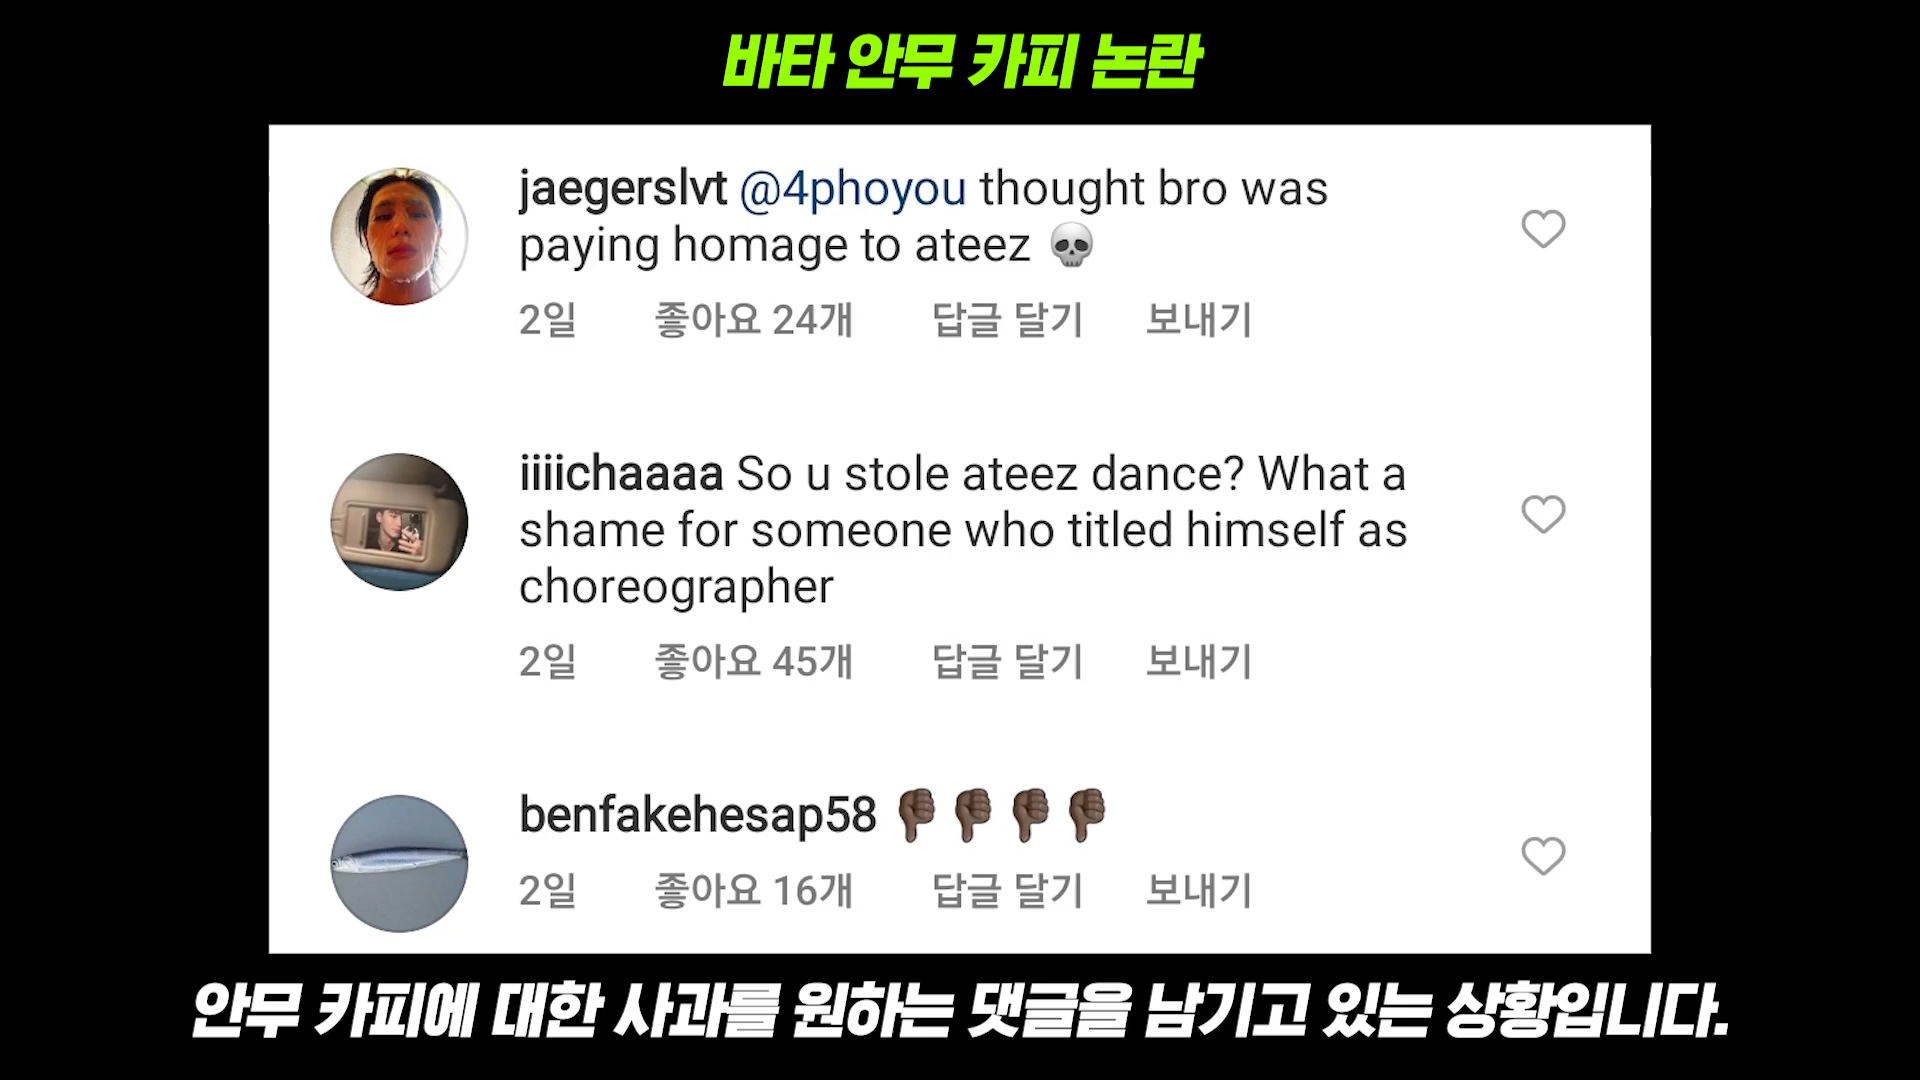 바타 안무 카피 논란
jaegerslvt @4phoyou thought bro was
paying homage to ateez 💀
2일 좋아요 24개 답글 달기 보내기
iiiichaaaa So u stole ateez dance? What a
shame for someone who titled himself as
choreographer
2일 좋아요 45개 답글 달기 보내기
benfakehesap58 👎🏿👎🏿👎🏿👎🏿
2일 좋아요 16개 답글 달기 보내기
안무 카피에 대한 사과를 원하는 댓글을 남기고 있는 상황입니다.